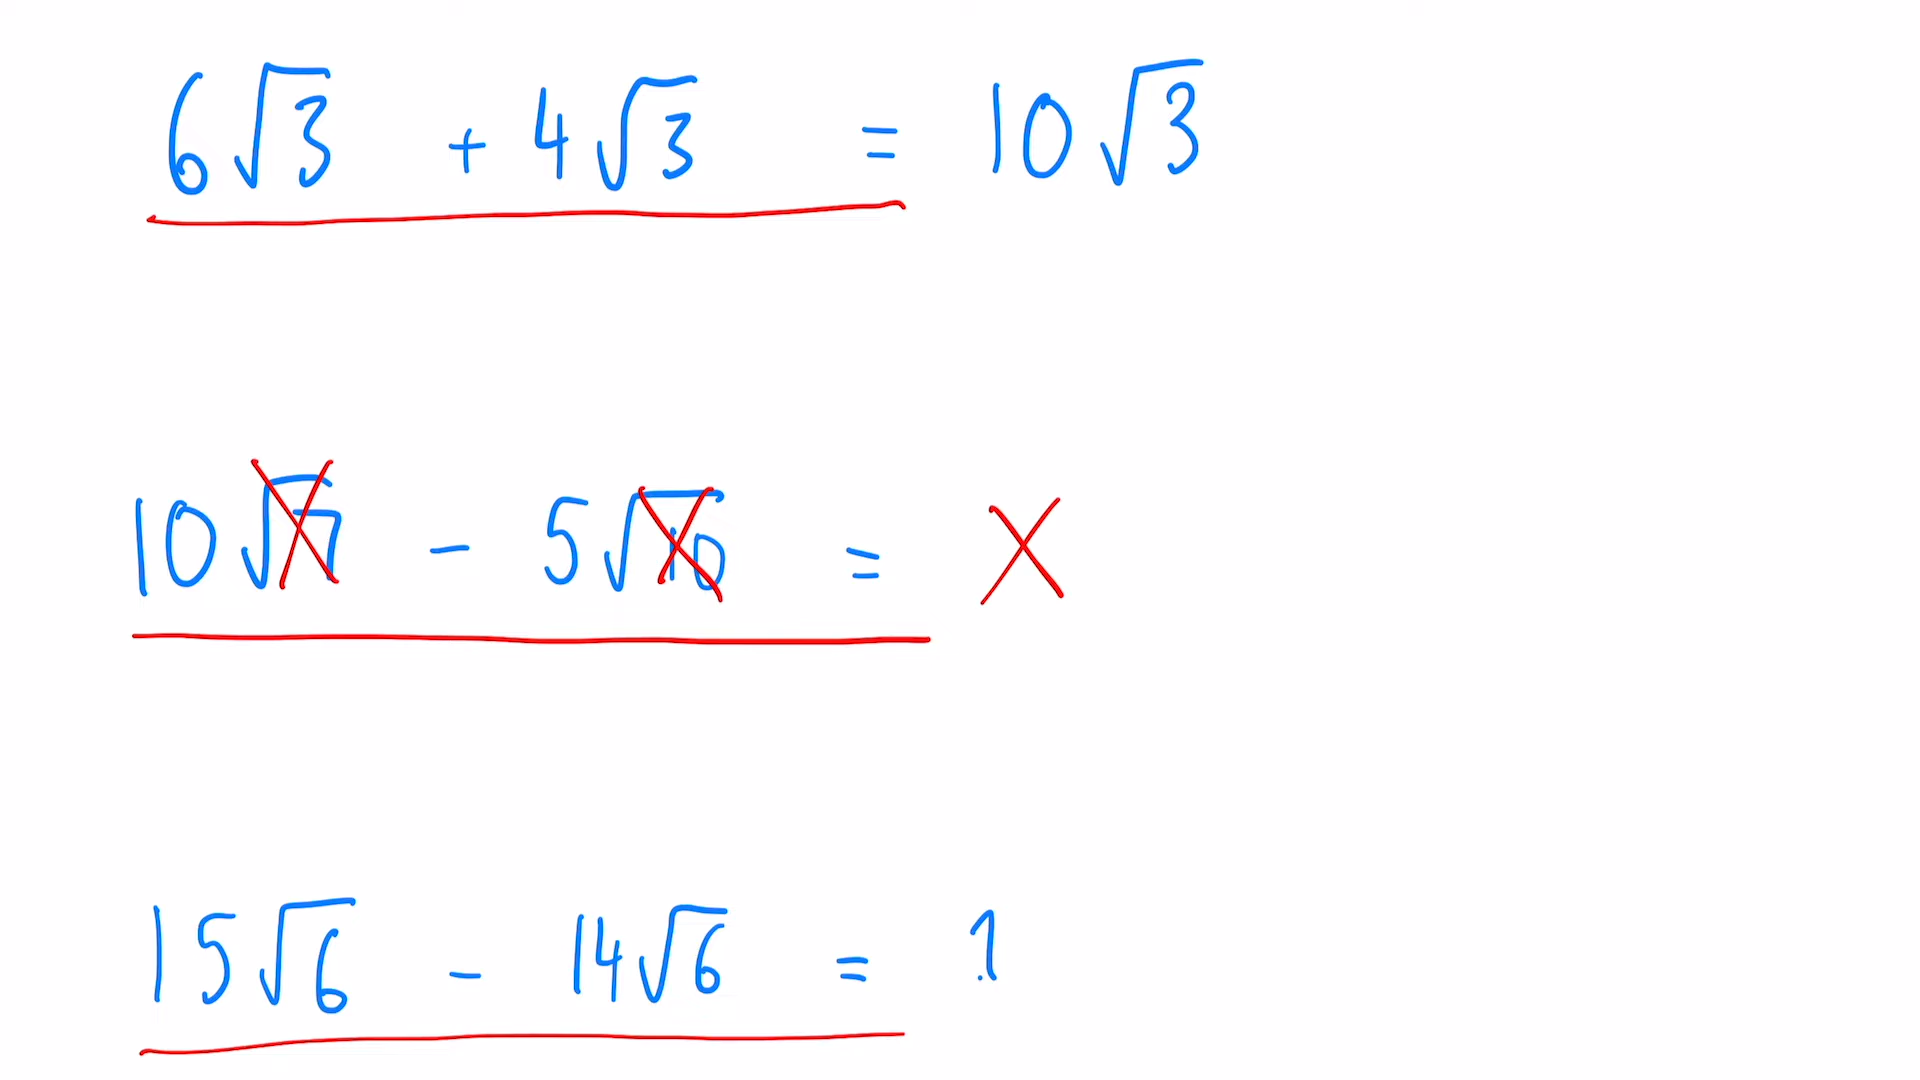 6√3 + 4√3 = 10√3
10√7 - 5√10 = X
15√6 - 14√6 = 1